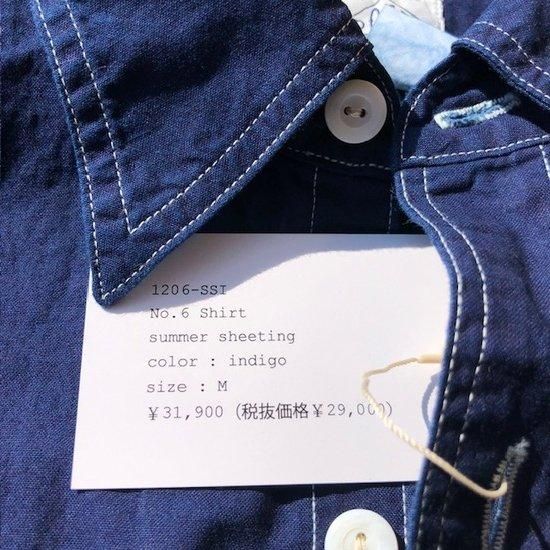 1206-SSI
No.6 Shirt
summer sheeting
color : indigo
size : M
¥31,900 (税抜価格¥29,000)